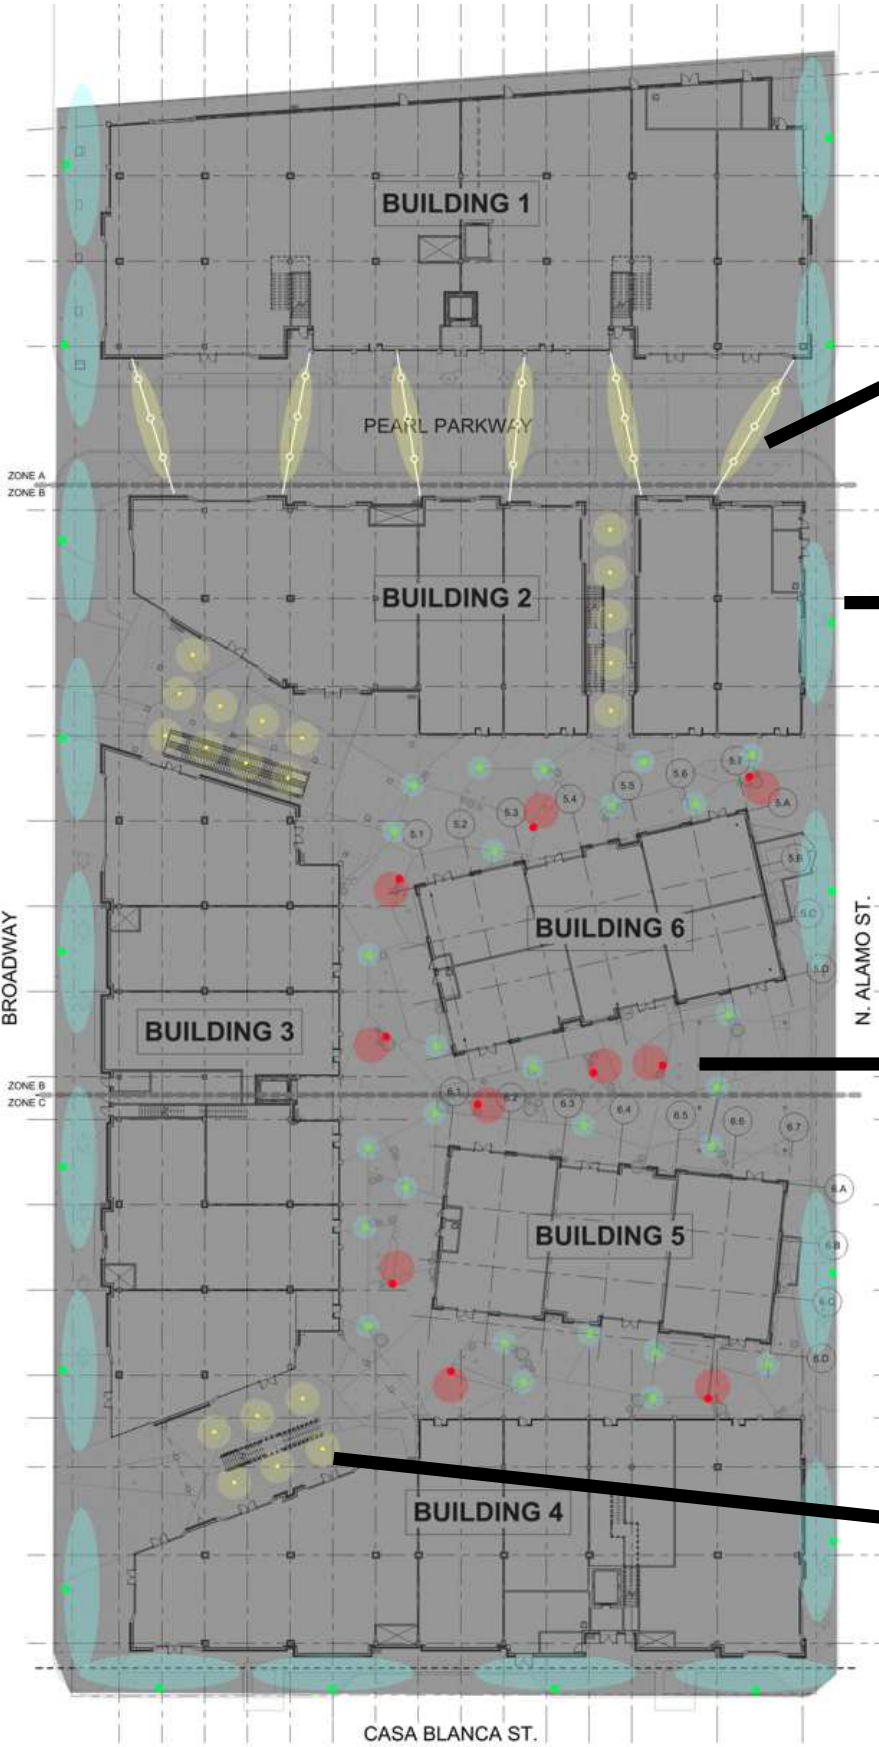 BUILDING 1
PEARL PARKWAY
ZONE A
ZONE B
BUILDING 2
5.7
5.6
5.5
5.4
5.A
5.3
5.2
5.1
5.B
BROADWAY
5.C
N. ALAMO ST.
BUILDING 6
5.D
BUILDING 3
ZONE B
ZONE C
6.1
6.2
6.3
6.4
6.5
6.6
6.7
6.A
BUILDING 5
6.B
6.C
6.D
BUILDING 4
CASA BLANCA ST.